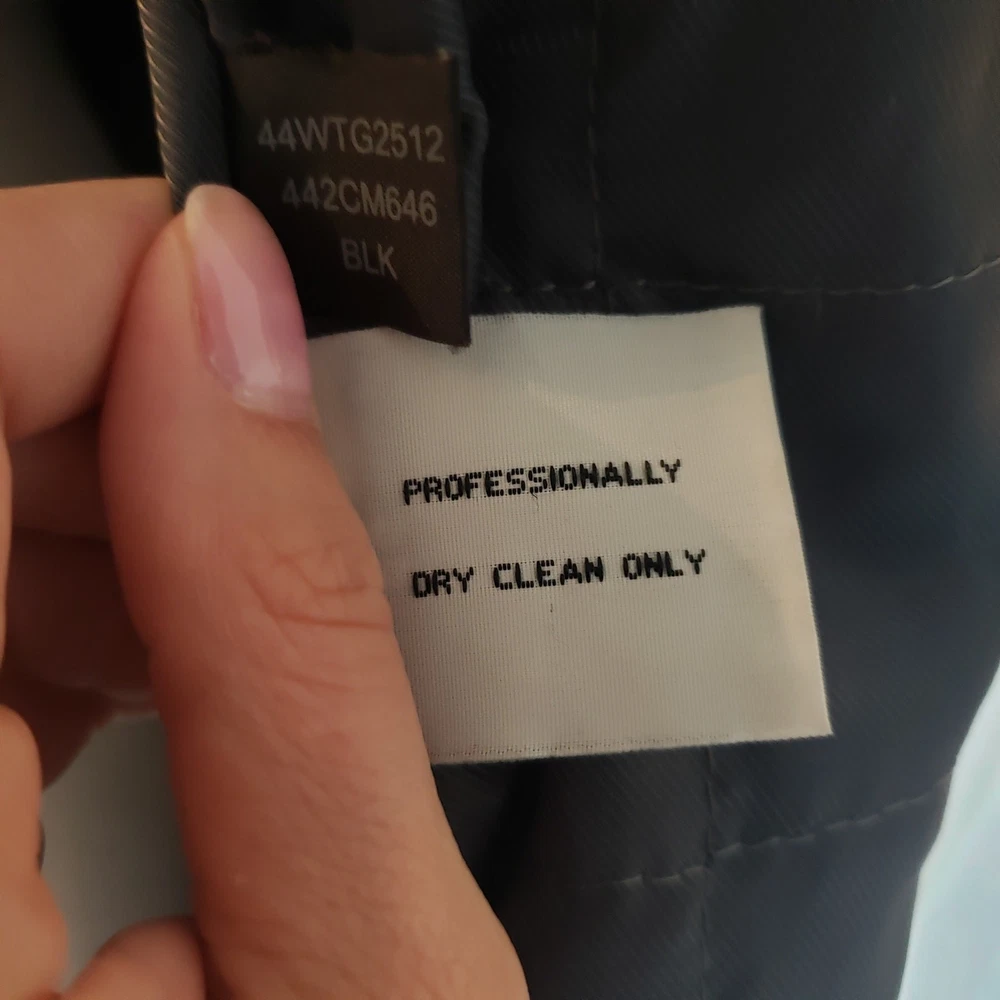 44WTG2512
442CM646
BLK
PROFESSIONALLY
DRY CLEAN ONLY